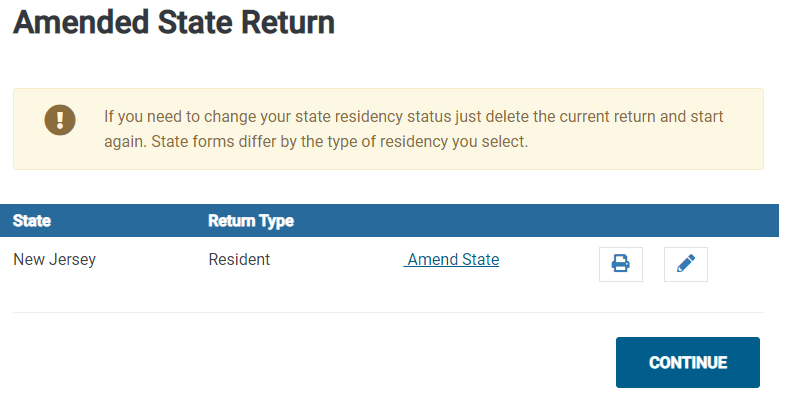 Amended State Return
If you need to change your state residency status just delete the current return and start
again. State forms differ by the type of residency you select.
State Return Type
New Jersey Resident Amend State
CONTINUE